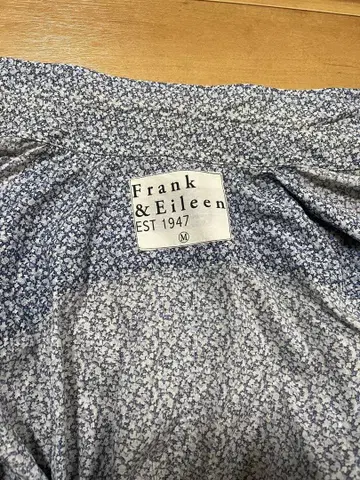 Frank
& Eileen
EST 1947
M